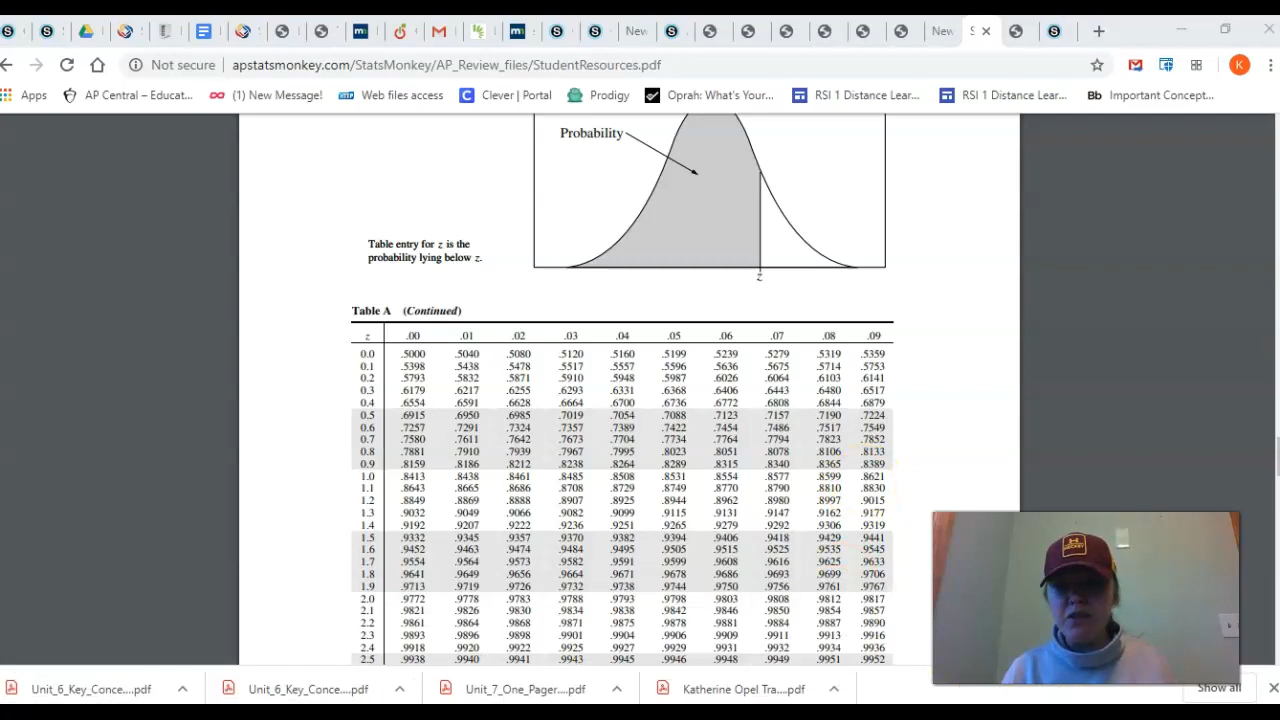 New
New
S
Not secure
apstatsmonkey.com/StatsMonkey/AP_Review_files/StudentResources.pdf
K
Apps
AP Central – Educat...
(1) New Message!
Web files access
Clever | Portal
Prodigy
Oprah: What's Your...
RSI 1 Distance Lear...
RSI 1 Distance Lear...
Bb Important Concept...
Probability
Table entry for z is the
probability lying below z.
z
Table A (Continued)
z .00 .01 .02 .03 .04 .05 .06 .07 .08 .09
0.0 .5000 .5040 .5080 .5120 .5160 .5199 .5239 .5279 .5319 .5359
0.1 .5398 .5438 .5478 .5517 .5557 .5596 .5636 .5675 .5714 .5753
0.2 .5793 .5832 .5871 .5910 .5948 .5987 .6026 .6064 .6103 .6141
0.3 .6179 .6217 .6255 .6293 .6331 .6368 .6406 .6443 .6480 .6517
0.4 .6554 .6591 .6628 .6664 .6700 .6736 .6772 .6808 .6844 .6879
0.5 .6915 .6950 .6985 .7019 .7054 .7088 .7123 .7157 .7190 .7224
0.6 .7257 .7291 .7324 .7357 .7389 .7422 .7454 .7486 .7517 .7549
0.7 .7580 .7611 .7642 .7673 .7704 .7734 .7764 .7794 .7823 .7852
0.8 .7881 .7910 .7939 .7967 .7995 .8023 .8051 .8078 .8106 .8133
0.9 .8159 .8186 .8212 .8238 .8264 .8289 .8315 .8340 .8365 .8389
1.0 .8413 .8438 .8461 .8485 .8508 .8531 .8554 .8577 .8599 .8621
1.1 .8643 .8665 .8686 .8708 .8729 .8749 .8770 .8790 .8810 .8830
1.2 .8849 .8869 .8888 .8907 .8925 .8944 .8962 .8980 .8997 .9015
1.3 .9032 .9049 .9066 .9082 .9099 .9115 .9131 .9147 .9162 .9177
1.4 .9192 .9207 .9222 .9236 .9251 .9265 .9279 .9292 .9306 .9319
1.5 .9332 .9345 .9357 .9370 .9382 .9394 .9406 .9418 .9429 .9441
1.6 .9452 .9463 .9474 .9484 .9495 .9505 .9515 .9525 .9535 .9545
1.7 .9554 .9564 .9573 .9582 .9591 .9599 .9608 .9616 .9625 .9633
1.8 .9641 .9649 .9656 .9664 .9671 .9678 .9686 .9693 .9699 .9706
1.9 .9713 .9719 .9726 .9732 .9738 .9744 .9750 .9756 .9761 .9767
2.0 .9772 .9778 .9783 .9788 .9793 .9798 .9803 .9808 .9812 .9817
2.1 .9821 .9826 .9830 .9834 .9838 .9842 .9846 .9850 .9854 .9857
2.2 .9861 .9864 .9868 .9871 .9875 .9878 .9881 .9884 .9887 .9890
2.3 .9893 .9896 .9898 .9901 .9904 .9906 .9909 .9911 .9913 .9916
2.4 .9918 .9920 .9922 .9925 .9927 .9929 .9931 .9932 .9934 .9936
2.5 .9938 .9940 .9941 .9943 .9945 .9946 .9948 .9949 .9951 .9952
Unit_6_Key_Conce....pdf
Unit_6_Key_Conce....pdf
Unit_7_One_Pager....pdf
Katherine Opel Tra....pdf
Show all